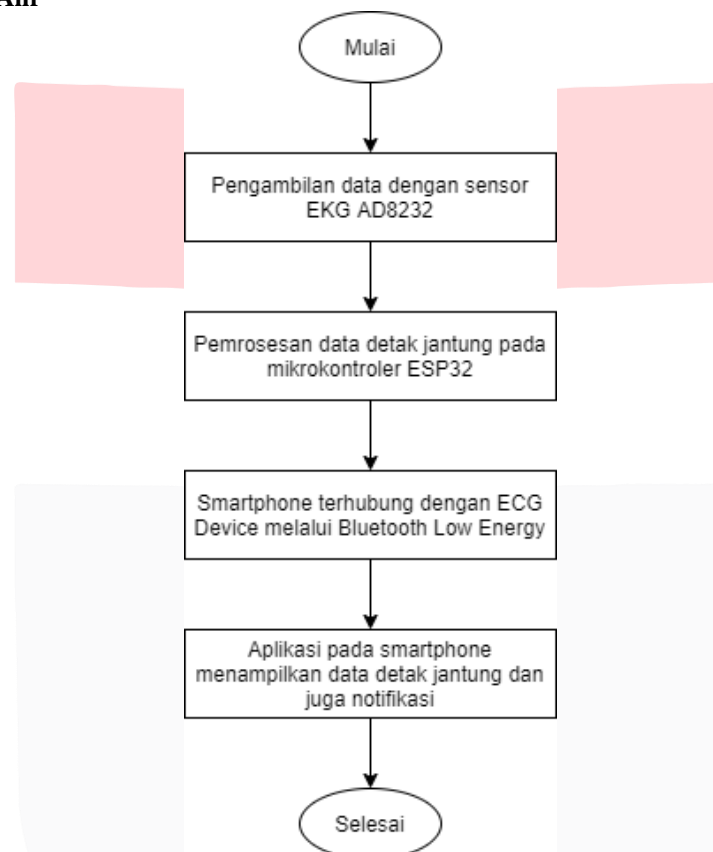 Mulai
Pengambilan data dengan sensor
EKG AD8232
Pemrosesan data detak jantung pada
mikrokontroler ESP32
Smartphone terhubung dengan ECG
Device melalui Bluetooth Low Energy
Aplikasi pada smartphone
menampilkan data detak jantung dan
juga notifikasi
Selesai